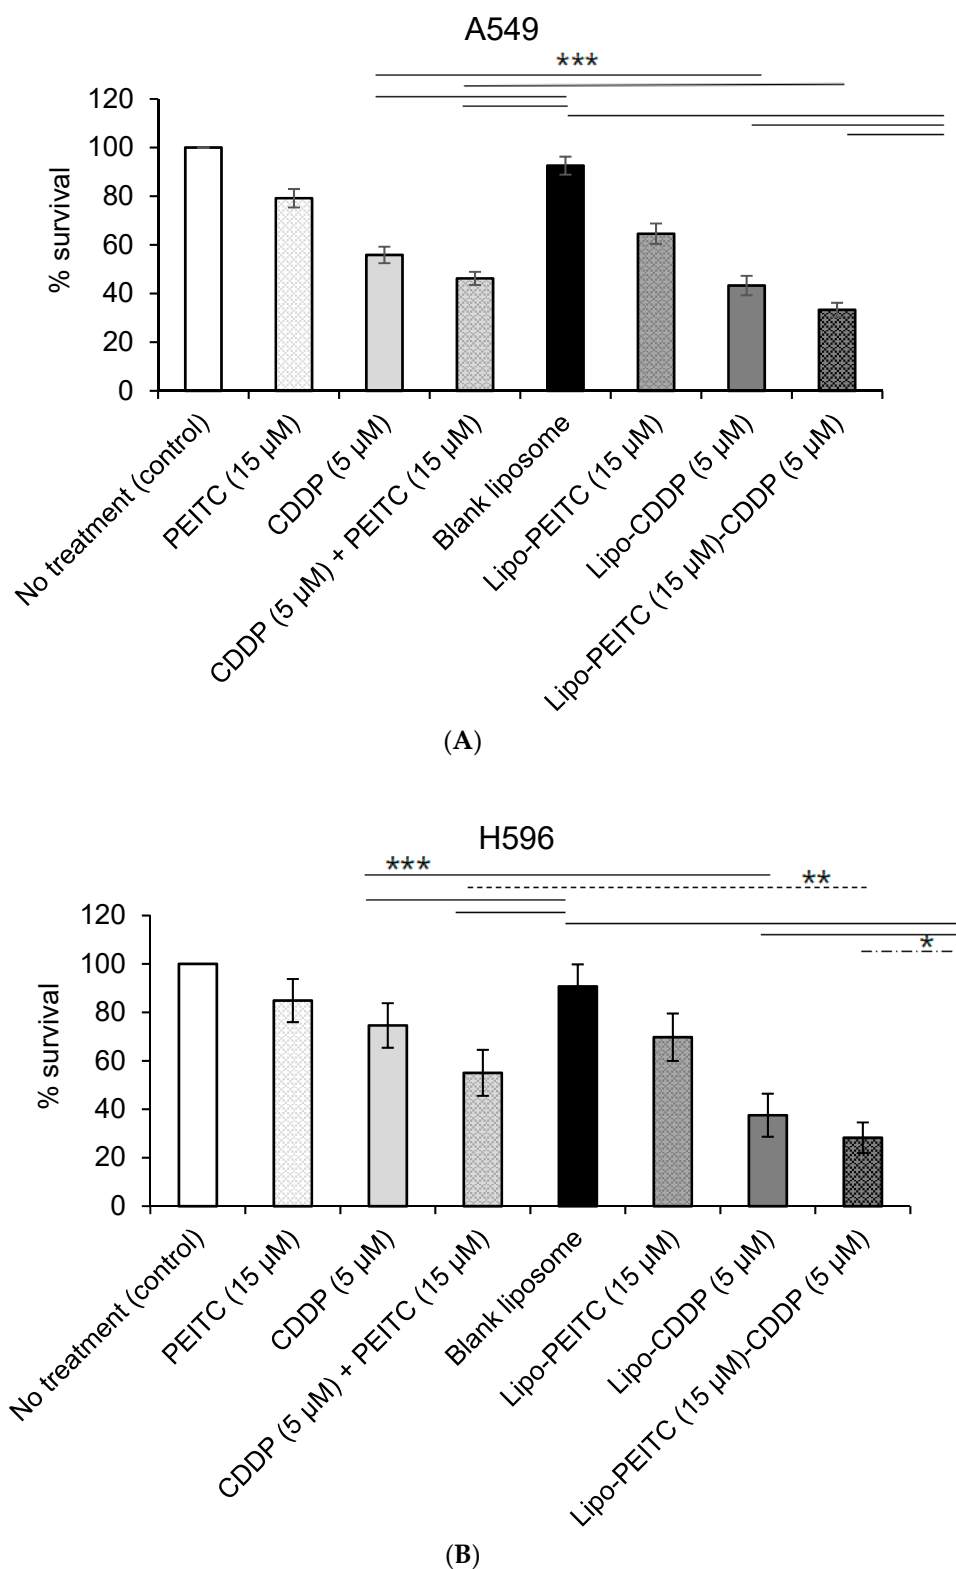 A549
***
120
100
80
60
40
20
0
% survival
No treatment (control)
PEITC (15 µM)
CDDP (5 µM)
CDDP (5 µM) + PEITC (15 µM)
Blank liposome
Lipo-PEITC (15 µM)
Lipo-CDDP (5 µM)
Lipo-PEITC (15 µM)-CDDP (5 µM)
(A)
H596
***
**
*
120
100
80
60
40
20
0
% survival
No treatment (control)
PEITC (15 µM)
CDDP (5 µM)
CDDP (5 µM) + PEITC (15 µM)
Blank liposome
Lipo-PEITC (15 µM)
Lipo-CDDP (5 µM)
Lipo-PEITC (15 µM)-CDDP (5 µM)
(B)